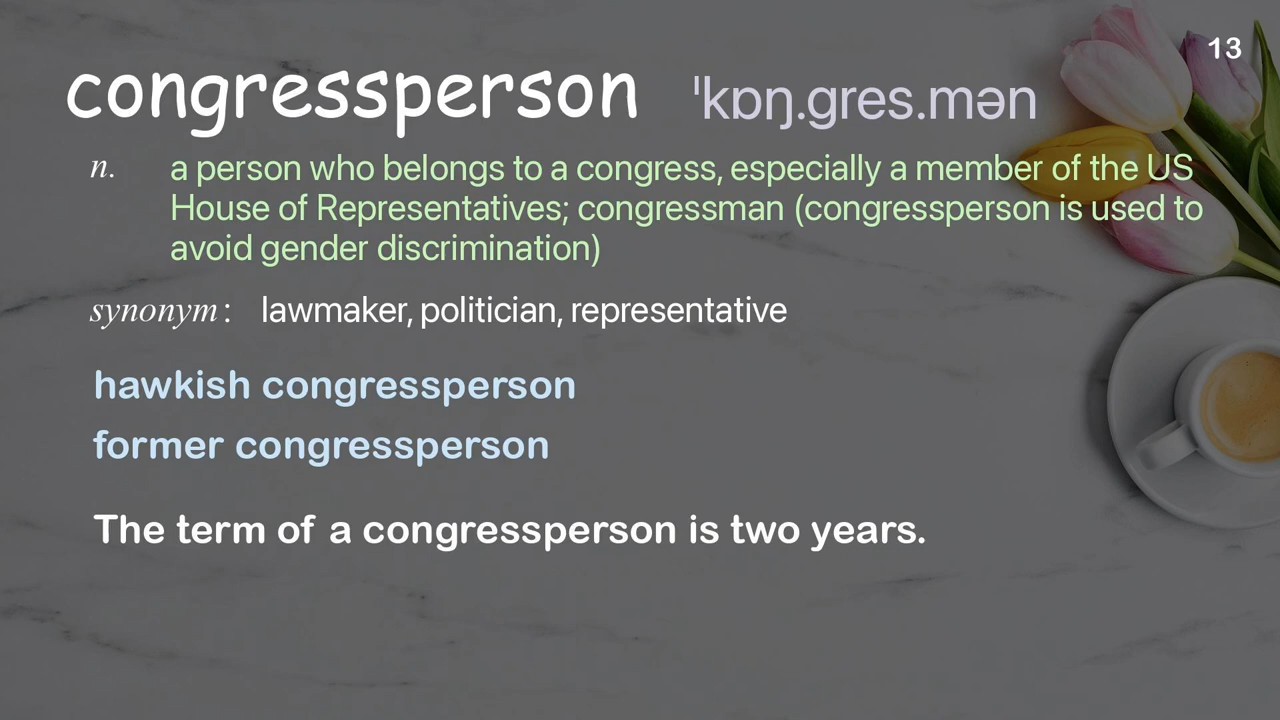 13
congressperson ˈkɒŋ.gres.mən
n. a person who belongs to a congress, especially a member of the US
House of Representatives; congressman (congressperson is used to
avoid gender discrimination)
synonym: lawmaker, politician, representative
hawkish congressperson
former congressperson
The term of a congressperson is two years.